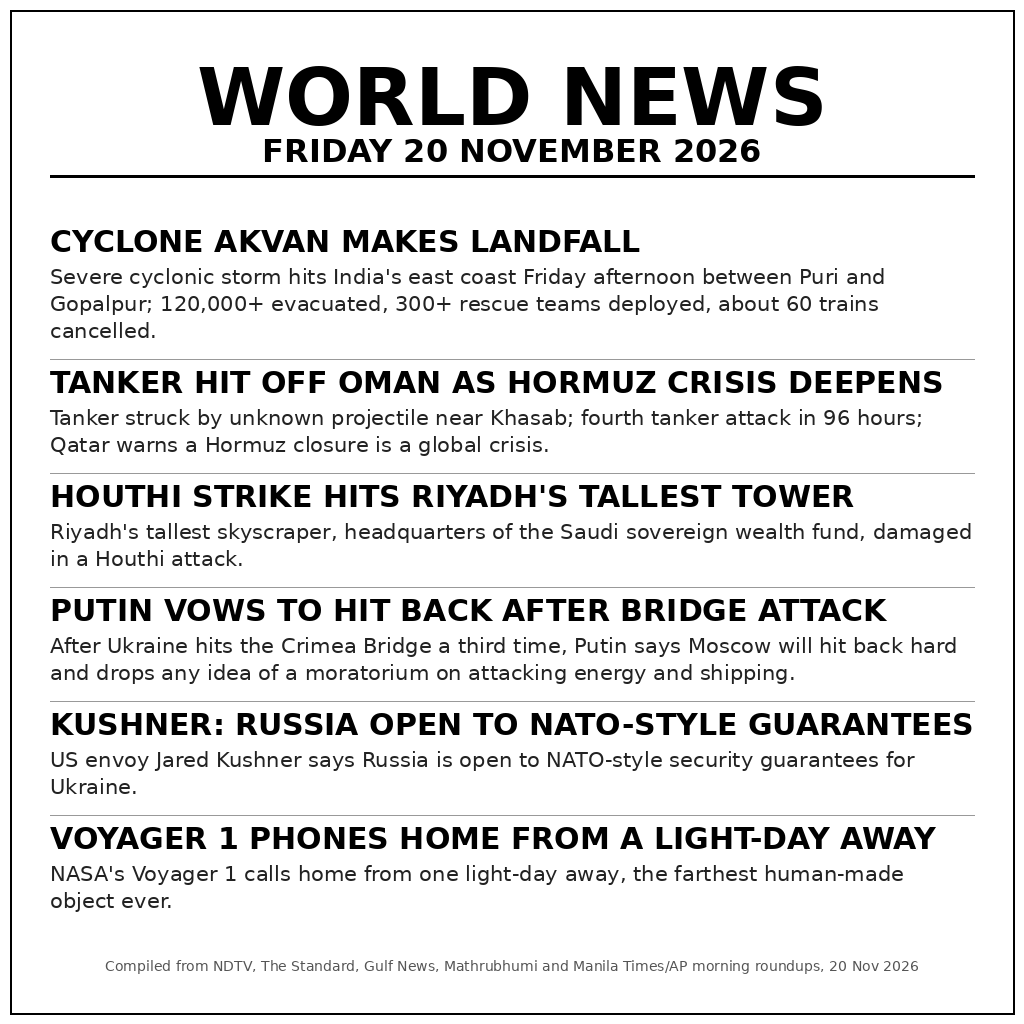 WORLD NEWS
FRIDAY 20 NOVEMBER 2026
CYCLONE AKVAN MAKES LANDFALL
Severe cyclonic storm hits India's east coast Friday afternoon between Puri and
Gopalpur; 120,000+ evacuated, 300+ rescue teams deployed, about 60 trains
cancelled.
TANKER HIT OFF OMAN AS HORMUZ CRISIS DEEPENS
Tanker struck by unknown projectile near Khasab; fourth tanker attack in 96 hours;
Qatar warns a Hormuz closure is a global crisis.
HOUTHI STRIKE HITS RIYADH'S TALLEST TOWER
Riyadh's tallest skyscraper, headquarters of the Saudi sovereign wealth fund, damaged
in a Houthi attack.
PUTIN VOWS TO HIT BACK AFTER BRIDGE ATTACK
After Ukraine hits the Crimea Bridge a third time, Putin says Moscow will hit back hard
and drops any idea of a moratorium on attacking energy and shipping.
KUSHNER: RUSSIA OPEN TO NATO-STYLE GUARANTEES
US envoy Jared Kushner says Russia is open to NATO-style security guarantees for
Ukraine.
VOYAGER 1 PHONES HOME FROM A LIGHT-DAY AWAY
NASA's Voyager 1 calls home from one light-day away, the farthest human-made
object ever.
Compiled from NDTV, The Standard, Gulf News, Mathrubhumi and Manila Times/AP morning roundups, 20 Nov 2026